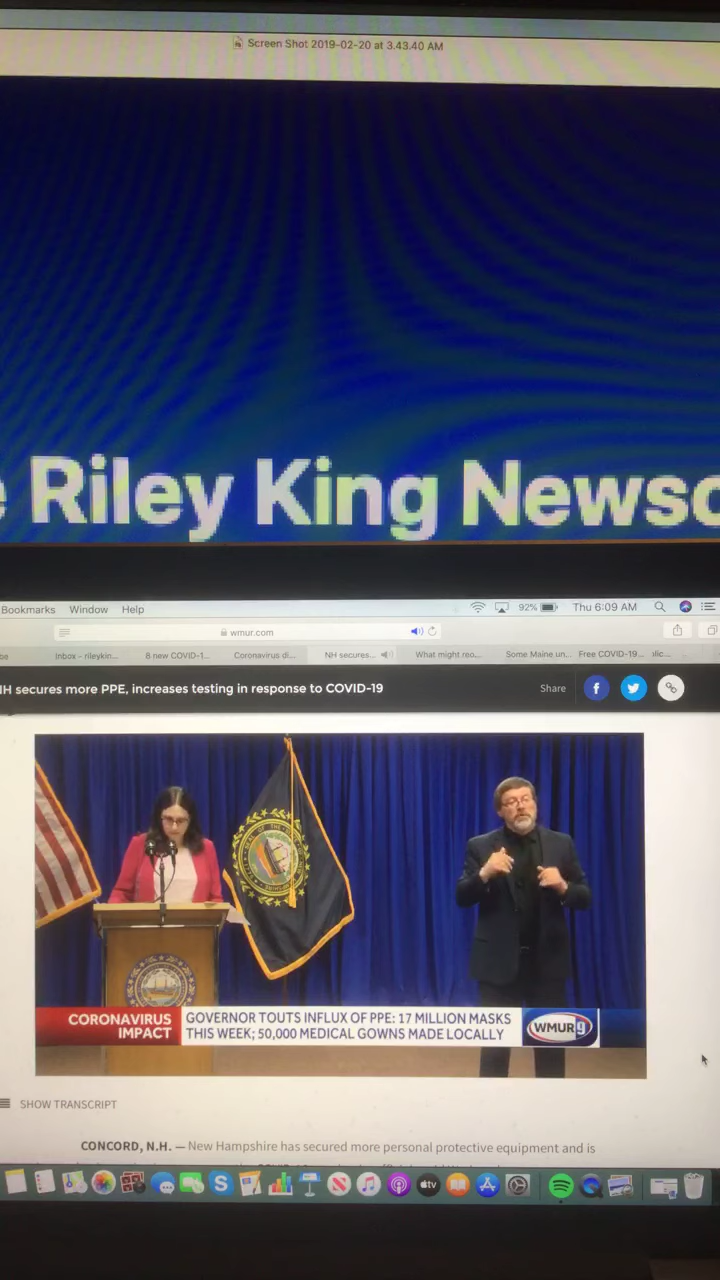 Screen Shot 2019-02-20 at 3.43.40 AM
Riley King Newsc
Bookmarks Window Help 92% Thu 6:09 AM
wmur.com
be Inbox – rileykin... 8 new COVID-1... Coronavirus di... NH secures... What might reo... Some Maine un... Free COVID-19...
NH secures more PPE, increases testing in response to COVID-19 Share
CORONAVIRUS IMPACT
GOVERNOR TOUTS INFLUX OF PPE: 17 MILLION MASKS
THIS WEEK; 50,000 MEDICAL GOWNS MADE LOCALLY
WMUR9
SHOW TRANSCRIPT
CONCORD, N.H. — New Hampshire has secured more personal protective equipment and is